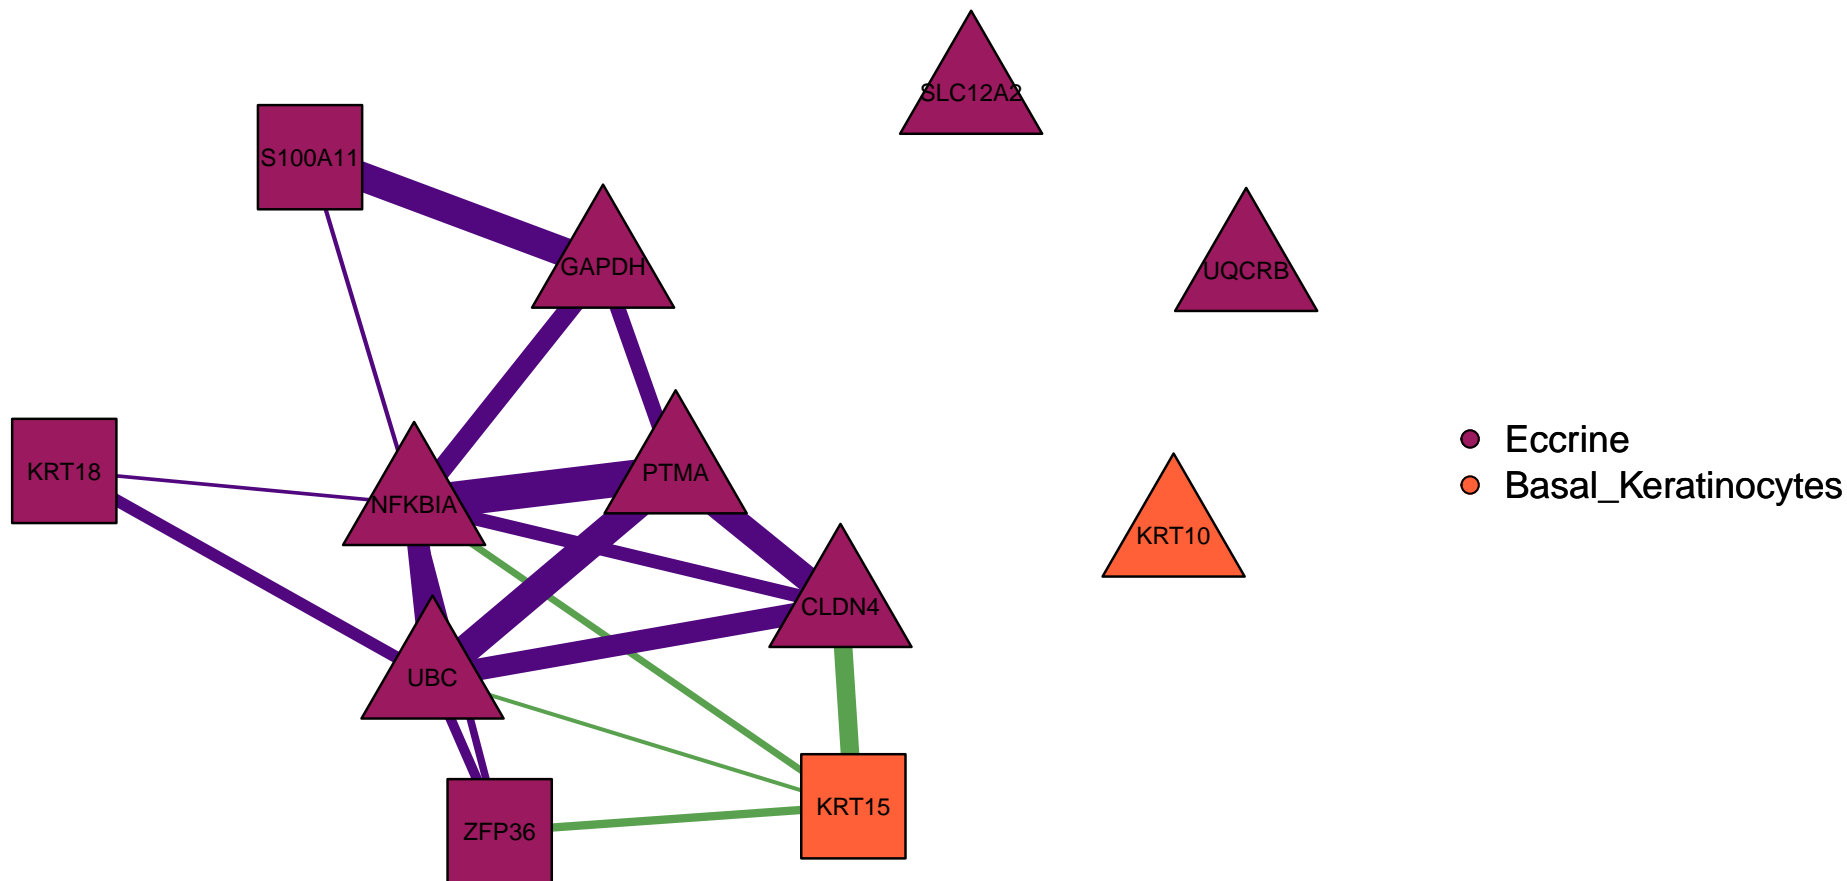 SLC12A2
S100A11
GAPDH
UQCRB
Eccrine
KRT18
PTMA
Basal_Keratinocytes
NFKBIA
KRT10
CLDN4
UBC
KRT15
ZFP36